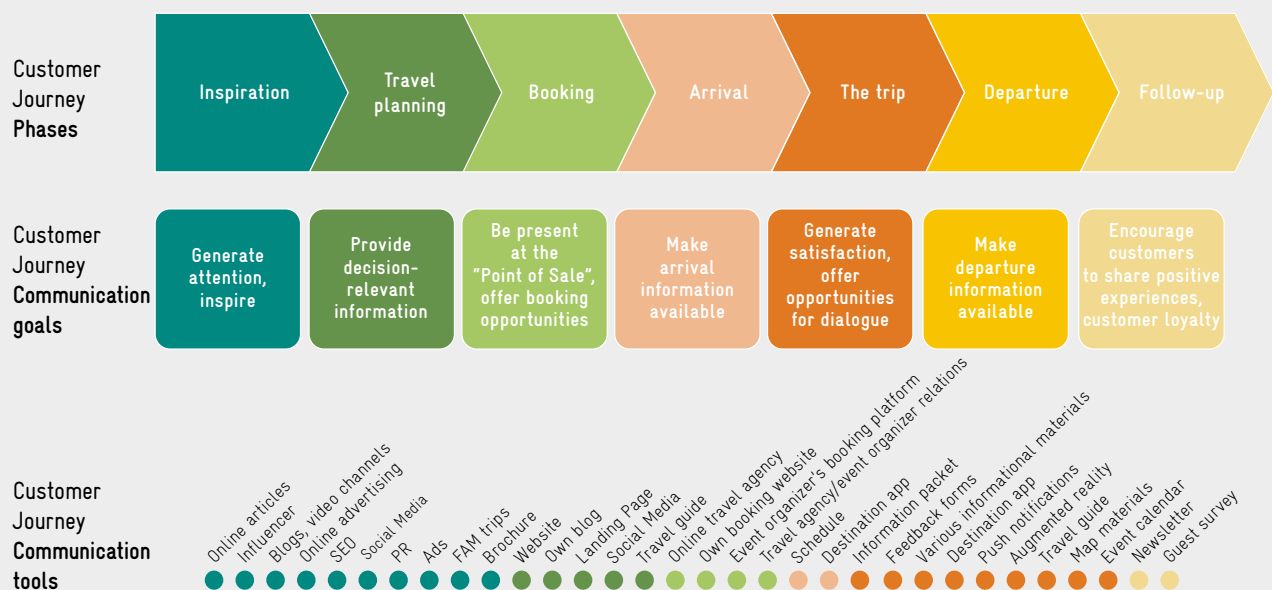 Customer
Journey
Phases
Inspiration
Travel
planning
Booking
Arrival
The trip
Departure
Follow-up
Customer
Journey
Communication
goals
Generate
attention,
inspire
Provide
decision-
relevant
information
Be present
at the
"Point of Sale",
offer booking
opportunities
Make
arrival
information
available
Generate
satisfaction,
offer
opportunities
for dialogue
Make
departure
information
available
Encourage
customers
to share positive
experiences,
customer loyalty
Customer
Journey
Communication
tools
Online articles
Influencer
Blogs, video channels
Online advertising
SEO
Social Media
PR
Ads
FAM trips
Brochure
Website
Own blog
Landing Page
Social Media
Travel guide
Online travel agency
Own booking website
Event organizer's booking platform
Travel agency/event organizer relations
Schedule
Destination app
Information packet
Feedback forms
Various informational materials
Destination app
Push notifications
Augmented reality
Travel guide
Map materials
Event calendar
Newsletter
Guest survey